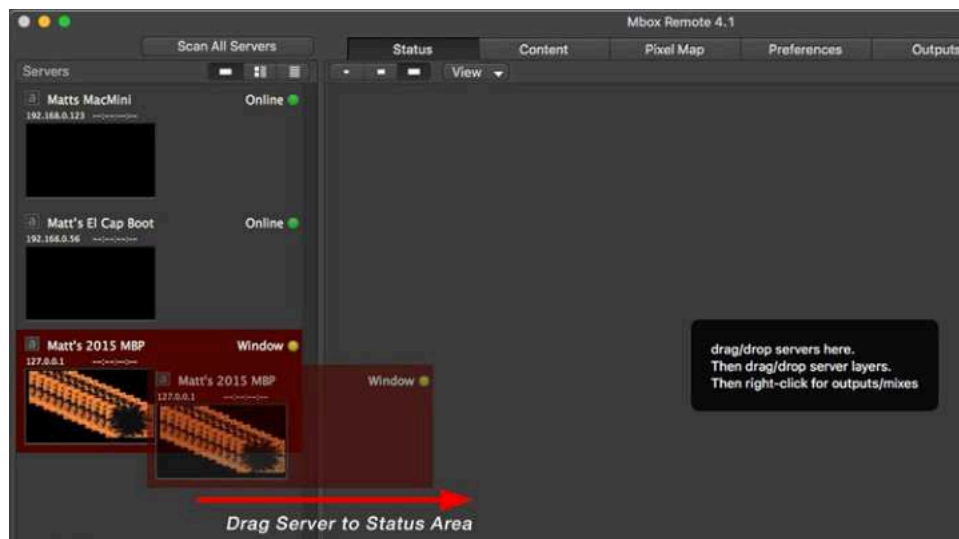 Mbox Remote 4.1
Scan All Servers
Status
Content
Pixel Map
Preferences
Outputs
Servers
View
a Matts MacMini Online
192.168.0.123 --:--:--:--
a Matt's El Cap Boot Online
192.168.0.56 --:--:--:--
a Matt's 2015 MBP Window
127.0.0.1 --:--:--:--
a Matt's 2015 MBP Window
127.0.0.1 --:--:--:--
drag/drop servers here.
Then drag/drop server layers.
Then right-click for outputs/mixes
Drag Server to Status Area